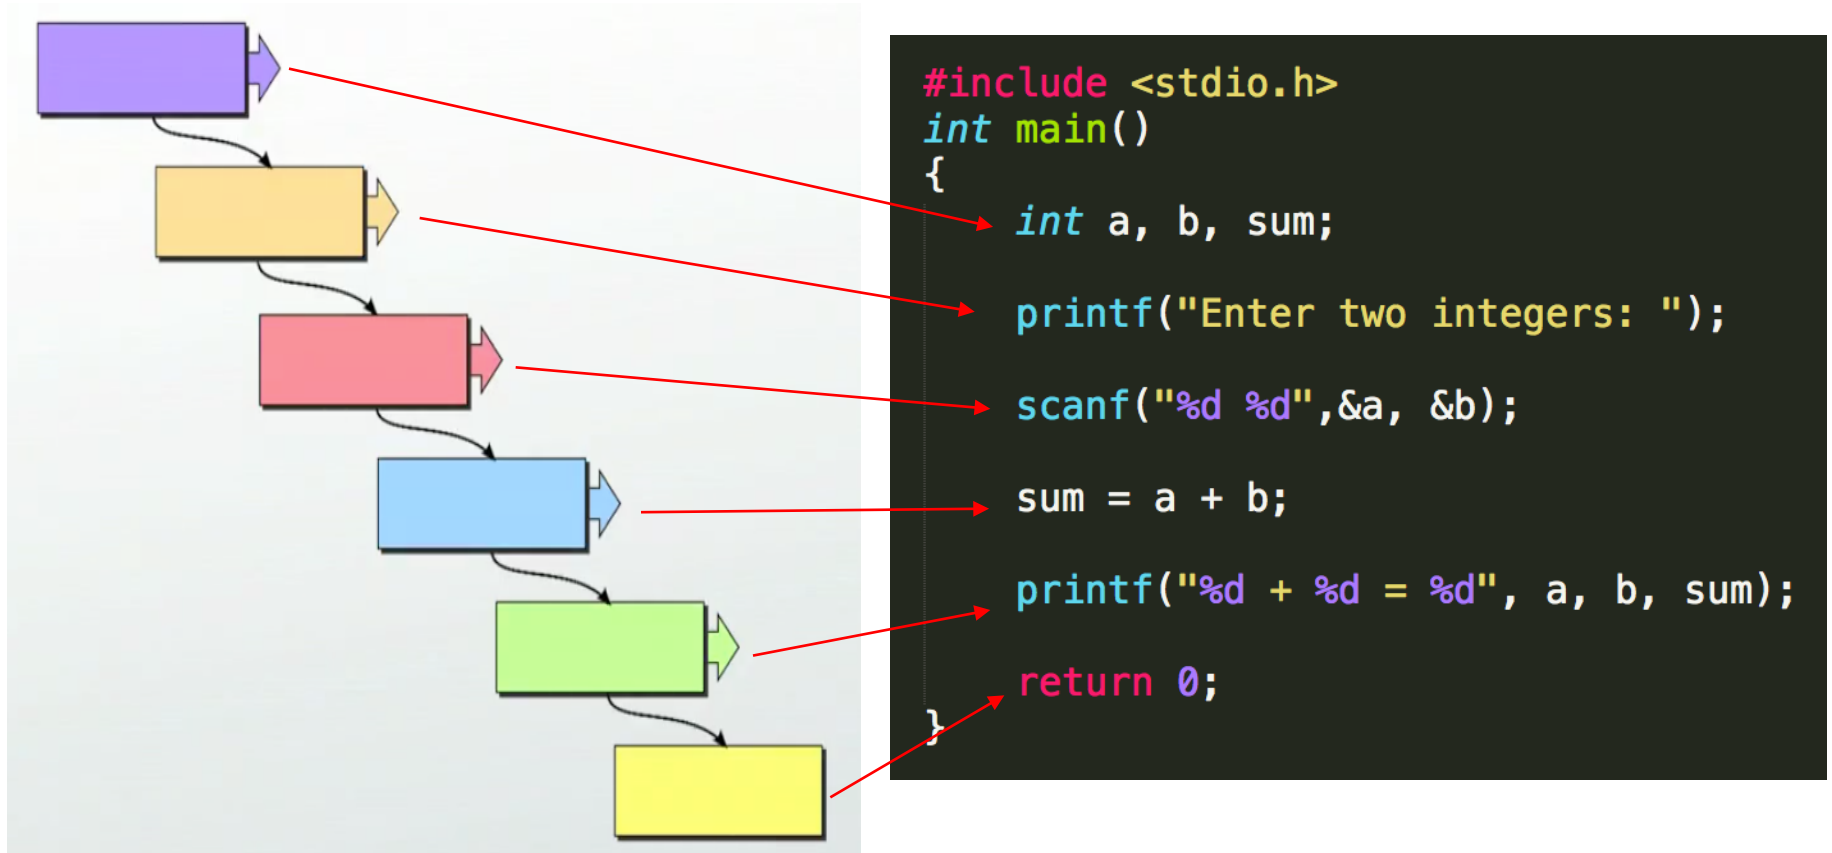 #include <stdio.h>
int main()
{
int a, b, sum;
printf("Enter two integers: ");
scanf("%d %d",&a, &b);
sum = a + b;
printf("%d + %d = %d", a, b, sum);
return 0;
}